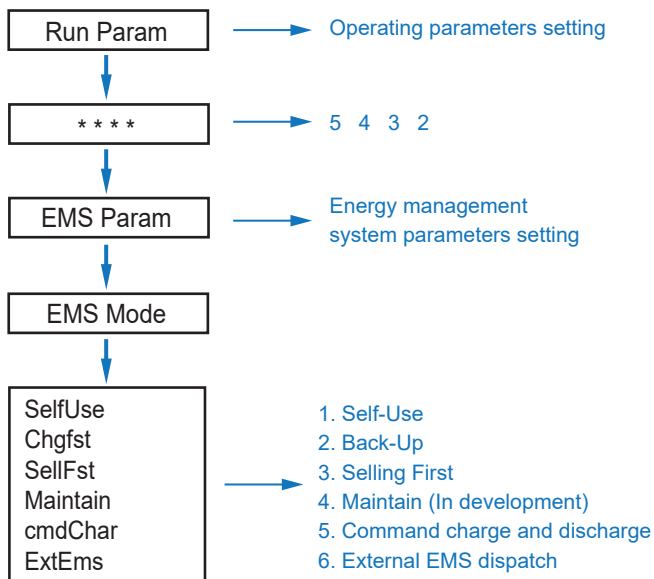 Run Param
Operating parameters setting
* * * *
5 4 3 2
EMS Param
Energy management
system parameters setting
EMS Mode
SelfUse
Chgfst
SellFst
Maintain
cmdChar
ExtEms
1. Self-Use
2. Back-Up
3. Selling First
4. Maintain (In development)
5. Command charge and discharge
6. External EMS dispatch